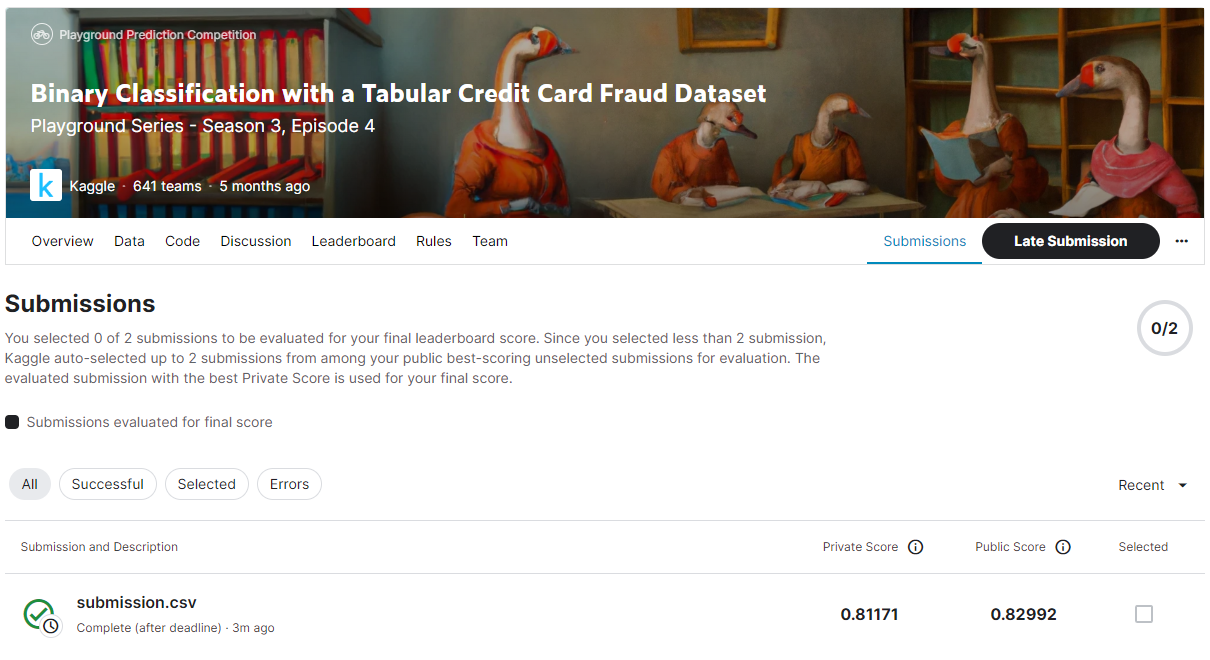 Playground Prediction Competition
Binary Classification with a Tabular Credit Card Fraud Dataset
Playground Series - Season 3, Episode 4
k
Kaggle · 641 teams · 5 months ago
Overview Data Code Discussion Leaderboard Rules Team Submissions Late Submission ...
Submissions
0/2
You selected 0 of 2 submissions to be evaluated for your final leaderboard score. Since you selected less than 2 submission,
Kaggle auto-selected up to 2 submissions from among your public best-scoring unselected submissions for evaluation. The
evaluated submission with the best Private Score is used for your final score.
Submissions evaluated for final score
All Successful Selected Errors Recent
Submission and Description Private Score Public Score Selected
submission.csv 0.81171 0.82992
Complete (after deadline) · 3m ago